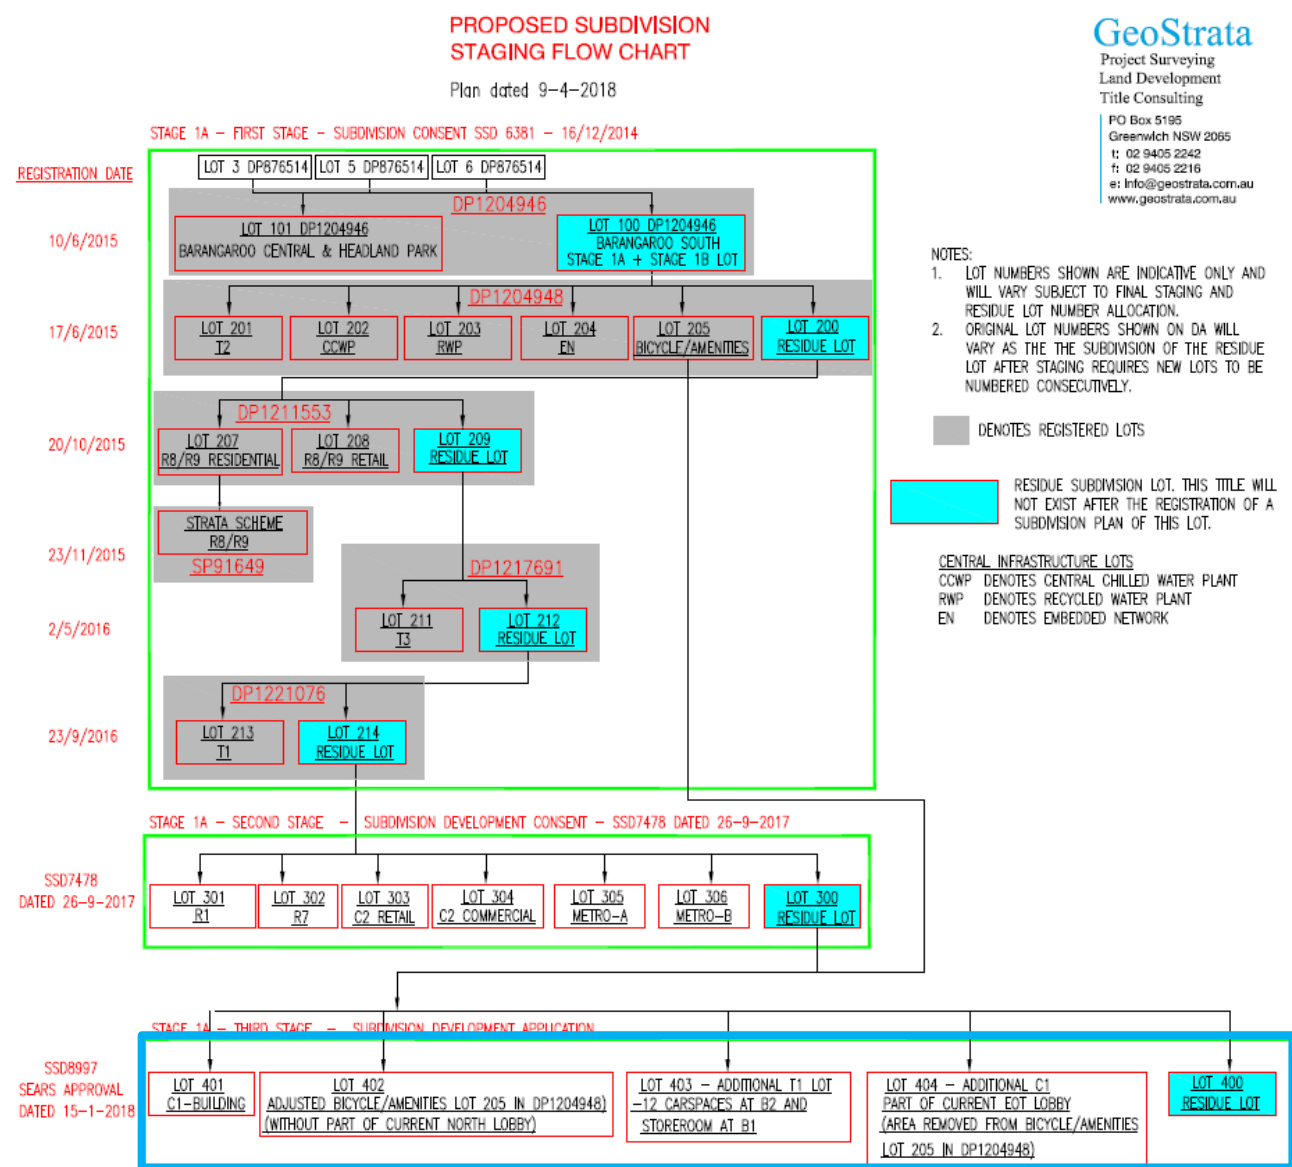 PROPOSED SUBDIVISION
STAGING FLOW CHART
Plan dated 9-4-2018
GeoStrata
Project Surveying
Land Development
Title Consulting
PO Box 5195
Greenwich NSW 2065
t: 02 9405 2242
f: 02 9405 2216
e: Info@geostrata.com.au
www.geostrata.com.au
STAGE 1A - FIRST STAGE - SUBDIVISION CONSENT SSD 6381 - 16/12/2014
REGISTRATION DATE
LOT 3 DP876514
LOT 5 DP876514
LOT 6 DP876514
DP1204946
10/6/2015
LOT 101 DP1204946
BARANGAROO CENTRAL & HEADLAND PARK
LOT 100 DP1204946
BARANGAROO SOUTH
STAGE 1A + STAGE 1B LOT
DP1204948
17/6/2015
LOT 201
T2
LOT 202
CCWP
LOT 203
RWP
LOT 204
EN
LOT 205
BICYCLE/AMENITIES
LOT 200
RESIDUE LOT
DP1211553
20/10/2015
LOT 207
R8/R9 RESIDENTIAL
LOT 208
R8/R9 RETAIL
LOT 209
RESIDUE LOT
23/11/2015
STRATA SCHEME
R8/R9
SP91649
DP1217691
2/5/2016
LOT 211
T3
LOT 212
RESIDUE LOT
DP1221076
23/9/2016
LOT 213
T1
LOT 214
RESIDUE LOT
NOTES:
1. LOT NUMBERS SHOWN ARE INDICATIVE ONLY AND
WILL VARY SUBJECT TO FINAL STAGING AND
RESIDUE LOT NUMBER ALLOCATION.
2. ORIGINAL LOT NUMBERS SHOWN ON DA WILL
VARY AS THE THE SUBDIVISION OF THE RESIDUE
LOT AFTER STAGING REQUIRES NEW LOTS TO BE
NUMBERED CONSECUTIVELY.
DENOTES REGISTERED LOTS
RESIDUE SUBDIVISION LOT. THIS TITLE WILL
NOT EXIST AFTER THE REGISTRATION OF A
SUBDIVISION PLAN OF THIS LOT.
CENTRAL INFRASTRUCTURE LOTS
CCWP DENOTES CENTRAL CHILLED WATER PLANT
RWP DENOTES RECYCLED WATER PLANT
EN DENOTES EMBEDDED NETWORK
STAGE 1A - SECOND STAGE - SUBDIVISION DEVELOPMENT CONSENT - SSD7478 DATED 26-9-2017
SSD7478
DATED 26-9-2017
LOT 301
R1
LOT 302
R7
LOT 303
C2 RETAIL
LOT 304
C2 COMMERCIAL
LOT 305
METRO-A
LOT 306
METRO-B
LOT 300
RESIDUE LOT
STAGE 1A - THIRD STAGE - SUBDIVISION DEVELOPMENT APPLICATION
SSD8997
SEARS APPROVAL
DATED 15-1-2018
LOT 401
C1-BUILDING
LOT 402
ADJUSTED BICYCLE/AMENITIES LOT 205 IN DP1204948)
(WITHOUT PART OF CURRENT NORTH LOBBY)
LOT 403 - ADDITIONAL T1 LOT
-12 CARSPACES AT B2 AND
STOREROOM AT B1
LOT 404 - ADDITIONAL C1
PART OF CURRENT EOT LOBBY
(AREA REMOVED FROM BICYCLE/AMENITIES
LOT 205 IN DP1204948)
LOT 400
RESIDUE LOT